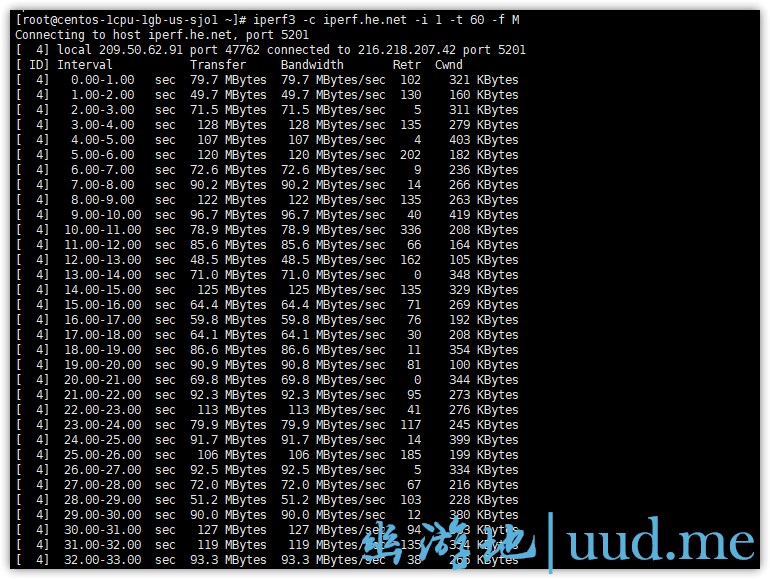 [root@centos-1cpu-1gb-us-sjo1 ~]# iperf3 -c iperf.he.net -i 1 -t 60 -f M
Connecting to host iperf.he.net, port 5201
[  4] local 209.50.62.91 port 47762 connected to 216.218.207.42 port 5201
[ ID] Interval           Transfer     Bandwidth       Retr  Cwnd
[  4]   0.00-1.00   sec  79.7 MBytes  79.7 MBytes/sec  102    321 KBytes
[  4]   1.00-2.00   sec  49.7 MBytes  49.7 MBytes/sec  130    160 KBytes
[  4]   2.00-3.00   sec  71.5 MBytes  71.5 MBytes/sec    5    311 KBytes
[  4]   3.00-4.00   sec   128 MBytes   128 MBytes/sec  135    279 KBytes
[  4]   4.00-5.00   sec   107 MBytes   107 MBytes/sec    4    403 KBytes
[  4]   5.00-6.00   sec   120 MBytes   120 MBytes/sec  202    182 KBytes
[  4]   6.00-7.00   sec  72.6 MBytes  72.6 MBytes/sec    9    236 KBytes
[  4]   7.00-8.00   sec  90.2 MBytes  90.2 MBytes/sec   14    266 KBytes
[  4]   8.00-9.00   sec   122 MBytes   122 MBytes/sec  135    263 KBytes
[  4]   9.00-10.00  sec  96.7 MBytes  96.7 MBytes/sec   40    419 KBytes
[  4]  10.00-11.00  sec  78.9 MBytes  78.9 MBytes/sec  336    208 KBytes
[  4]  11.00-12.00  sec  85.6 MBytes  85.6 MBytes/sec   66    164 KBytes
[  4]  12.00-13.00  sec  48.5 MBytes  48.5 MBytes/sec  162    105 KBytes
[  4]  13.00-14.00  sec  71.0 MBytes  71.0 MBytes/sec    0    348 KBytes
[  4]  14.00-15.00  sec   125 MBytes   125 MBytes/sec  135    329 KBytes
[  4]  15.00-16.00  sec  64.4 MBytes  64.4 MBytes/sec   71    269 KBytes
[  4]  16.00-17.00  sec  59.8 MBytes  59.8 MBytes/sec   76    192 KBytes
[  4]  17.00-18.00  sec  64.1 MBytes  64.1 MBytes/sec   30    208 KBytes
[  4]  18.00-19.00  sec  86.6 MBytes  86.6 MBytes/sec   11    354 KBytes
[  4]  19.00-20.00  sec  90.9 MBytes  90.8 MBytes/sec   81    100 KBytes
[  4]  20.00-21.00  sec  69.8 MBytes  69.8 MBytes/sec    0    344 KBytes
[  4]  21.00-22.00  sec  92.3 MBytes  92.3 MBytes/sec   95    273 KBytes
[  4]  22.00-23.00  sec   113 MBytes   113 MBytes/sec   41    276 KBytes
[  4]  23.00-24.00  sec  79.9 MBytes  79.9 MBytes/sec  117    245 KBytes
[  4]  24.00-25.00  sec  91.7 MBytes  91.7 MBytes/sec   14    399 KBytes
[  4]  25.00-26.00  sec   106 MBytes   106 MBytes/sec  185    199 KBytes
[  4]  26.00-27.00  sec  92.5 MBytes  92.5 MBytes/sec    5    334 KBytes
[  4]  27.00-28.00  sec  72.0 MBytes  72.0 MBytes/sec   67    216 KBytes
[  4]  28.00-29.00  sec  51.2 MBytes  51.2 MBytes/sec  103    228 KBytes
[  4]  29.00-30.00  sec  92.0 MBytes  92.0 MBytes/sec   12    380 KBytes
[  4]  30.00-31.00  sec   127 MBytes   127 MBytes/sec   94    KBytes
[  4]  31.00-32.00  sec   119 MBytes   119 MBytes/sec  135    KBytes
[  4]  32.00-33.00  sec  93.3 MBytes  93.3 MBytes/sec   38    KBytes
幽游地 | uud.me